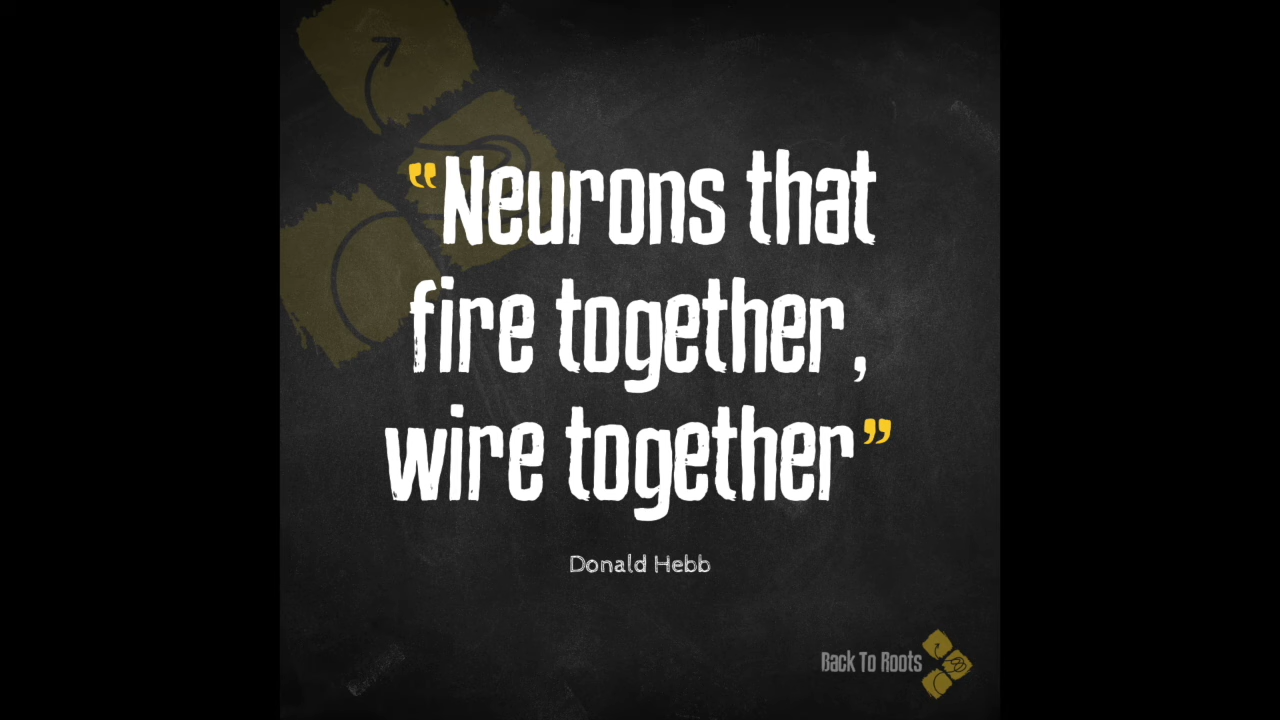 “Neurons that
fire together,
wire together”
Donald Hebb
Back To Roots